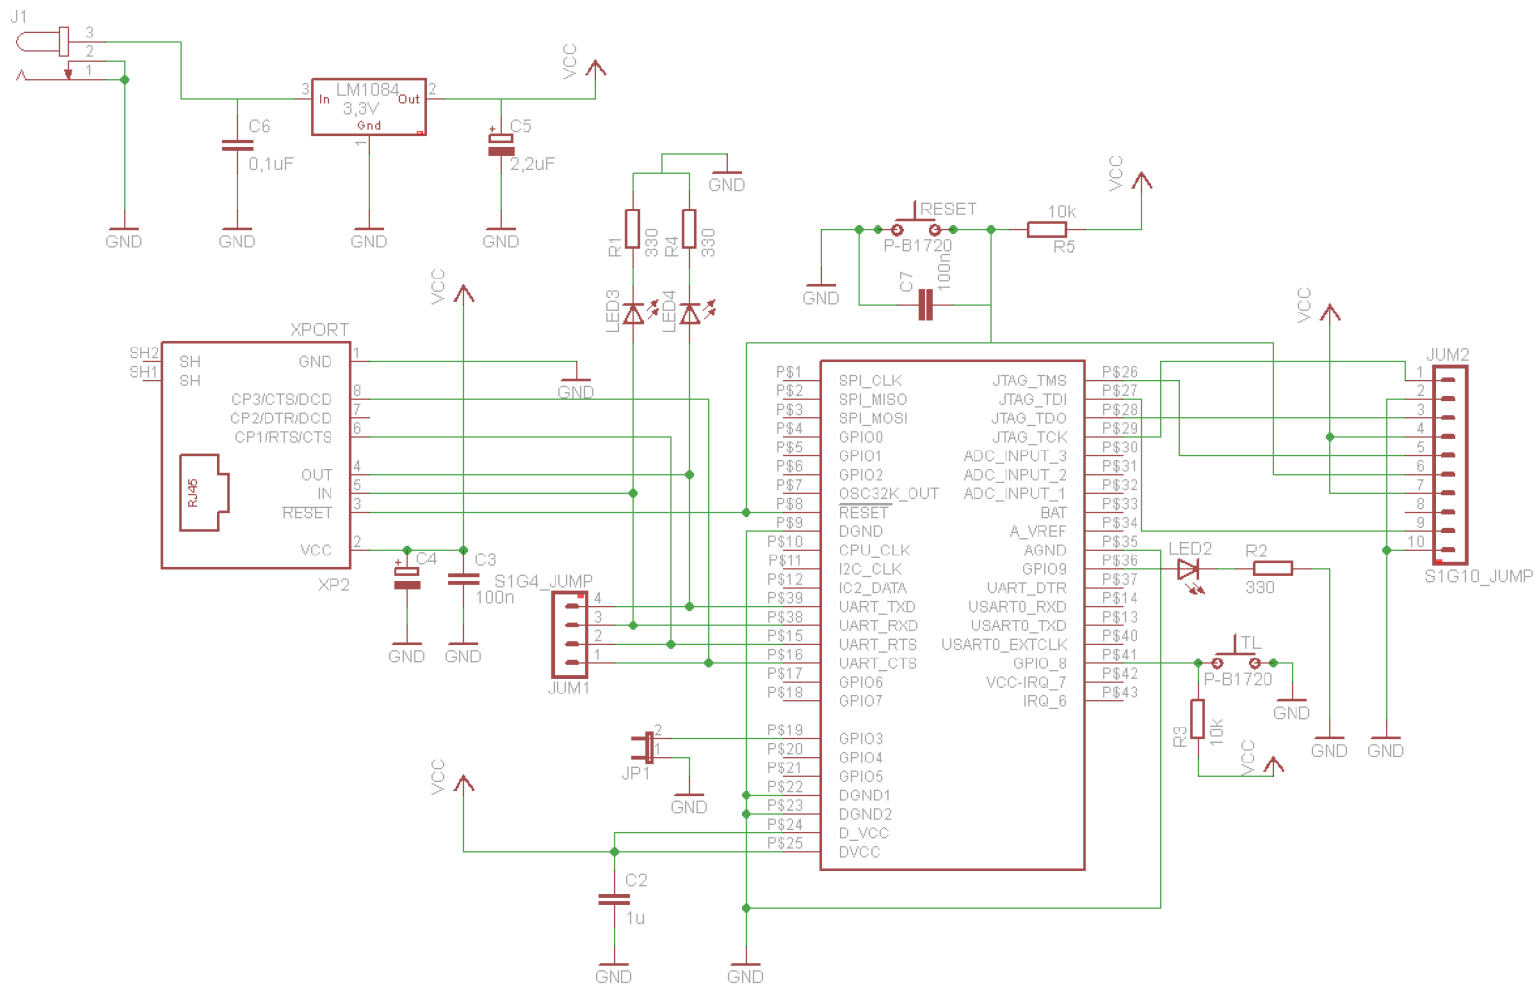 J1
3
2
1
3
In
LM1084
3,3V
Out
Gnd
2
1
C6
0,1uF
+
C5
2,2uF
VCC
GND
GND
GND
GND
GND
R1
330
R4
330
LED3
LED4
RESET
P-B1720
10k
R5
VCC
C7
100n
GND
VCC
VCC
XPORT
SH2
SH1
SH
SH
GND
1
CP3/CTS/DCD
8
CP2/DTR/DCD
7
CP1/RTS/CTS
6
OUT
4
IN
5
RESET
3
VCC
2
RJ45
XP2
GND
+
C4
C3
100n
GND
GND
S1G4_JUMP
4
3
2
1
JUM1
2
1
JP1
GND
VCC
C2
1u
GND
GND
P$1 SPI_CLK
P$2 SPI_MISO
P$3 SPI_MOSI
P$4 GPIO0
P$5 GPIO1
P$6 GPIO2
P$7 OSC32K_OUT
P$8 RESET
P$9 DGND
P$10 CPU_CLK
P$11 I2C_CLK
P$12 IC2_DATA
P$39 UART_TXD
P$38 UART_RXD
P$15 UART_RTS
P$16 UART_CTS
P$17 GPIO6
P$18 GPIO7
P$19 GPIO3
P$20 GPIO4
P$21 GPIO5
P$22 DGND1
P$23 DGND2
P$24 D_VCC
P$25 DVCC
JTAG_TMS P$26
JTAG_TDI P$27
JTAG_TDO P$28
JTAG_TCK P$29
ADC_INPUT_3 P$30
ADC_INPUT_2 P$31
ADC_INPUT_1 P$32
BAT P$33
A_VREF P$34
AGND P$35
GPIO9 P$36
UART_DTR P$37
USART0_RXD P$14
USART0_TXD P$13
USART0_EXTCLK P$40
GPIO_8 P$41
VCC-IRQ_7 P$42
IRQ_6 P$43
JUM2
1
2
3
4
5
6
7
8
9
10
S1G10_JUMP
LED2
R2
330
TL
P-B1720
GND
R3
10k
VCC
GND
GND